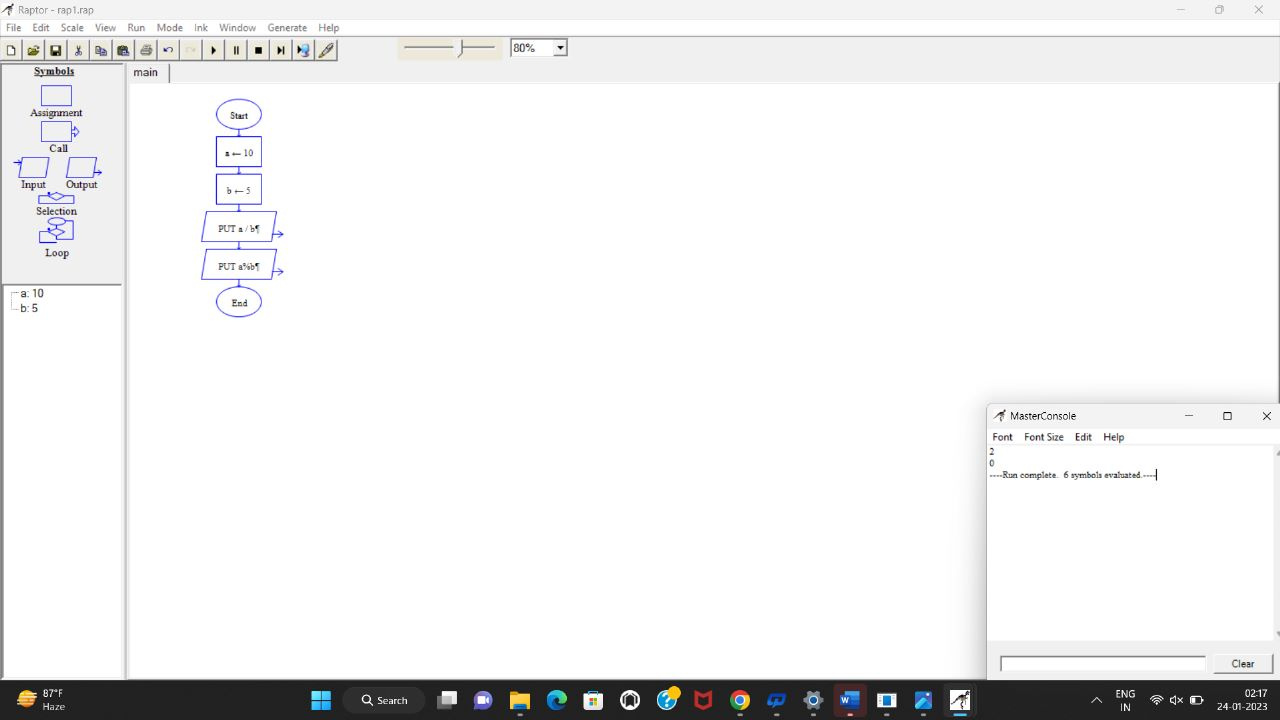 Raptor - rap1.rap
File Edit Scale View Run Mode Ink Window Generate Help
80%
Symbols
Assignment
Call
Input Output
Selection
Loop
a: 10
b: 5
main
Start
a ← 10
b ← 5
PUT a / b¶
PUT a%b¶
End
MasterConsole
Font Font Size Edit Help
2
0
----Run complete.  6 symbols evaluated.----
Clear
87°F
Haze
Search
ENG
IN
02:17
24-01-2023